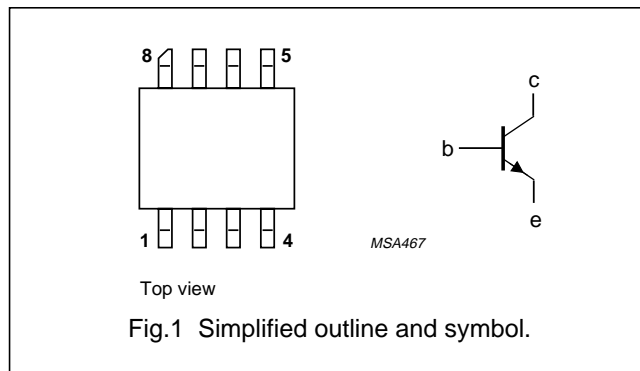 8 5
c
b
e
1 4
MSA467
Top view
Fig.1 Simplified outline and symbol.